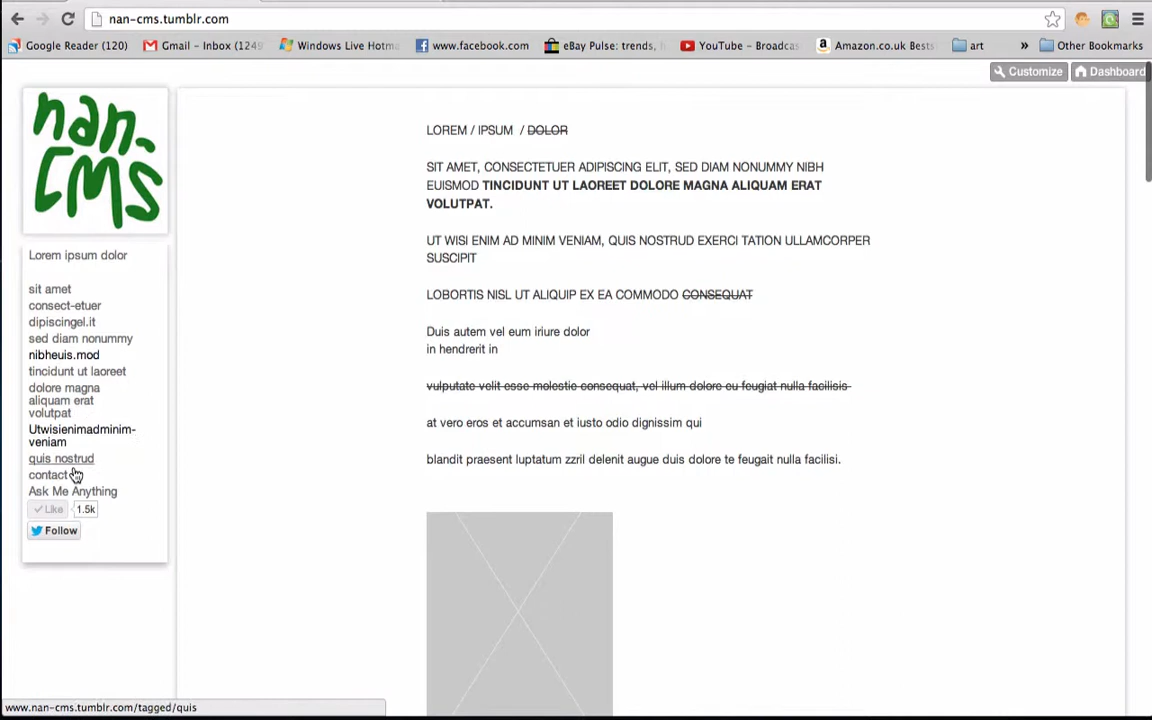 nan-cms.tumblr.com
Google Reader (120) Gmail - Inbox (1249 Windows Live Hotm www.facebook.com eBay Pulse: trends, YouTube - Broadcas Amazon.co.uk Bests art » Other Bookmarks
Customize Dashboard
nan-
CMS
Lorem ipsum dolor
sit amet
consect-etuer
dipiscingel.it
sed diam nonummy
nibheuis.mod
tincidunt ut laoreet
dolore magna
aliquam erat
volutpat
Utwisienimadminim-
veniam
quis nostrud
contact
Ask Me Anything
Like 1.5k
Follow
LOREM / IPSUM / DOLOR
SIT AMET, CONSECTETUER ADIPISCING ELIT, SED DIAM NONUMMY NIBH
EUISMOD TINCIDUNT UT LAOREET DOLORE MAGNA ALIQUAM ERAT
VOLUTPAT.
UT WISI ENIM AD MINIM VENIAM, QUIS NOSTRUD EXERCI TATION ULLAMCORPER
SUSCIPIT
LOBORTIS NISL UT ALIQUIP EX EA COMMODO CONSEQUAT
Duis autem vel eum iriure dolor
in hendrerit in
vulputate velit esse molestie consequat, vel illum dolore eu feugiat nulla facilisis
at vero eros et accumsan et iusto odio dignissim qui
blandit praesent luptatum zzril delenit augue duis dolore te feugait nulla facilisi.
www.nan-cms.tumblr.com/tagged/quis